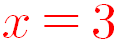 x = 3